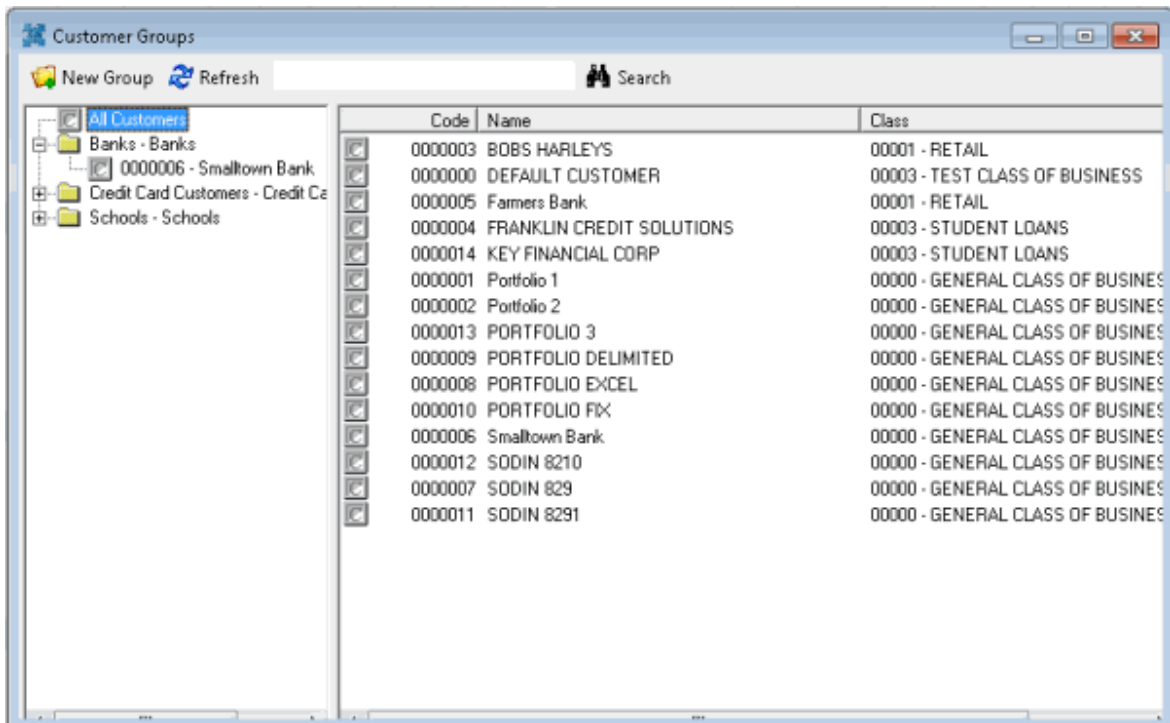 Customer Groups
New Group Refresh Search
All Customers
Banks - Banks
0000006 - Smalltown Bank
Credit Card Customers - Credit Ca
Schools - Schools
Code Name Class
0000003 BOBS HARLEYS 00001 - RETAIL
0000000 DEFAULT CUSTOMER 00003 - TEST CLASS OF BUSINESS
0000005 Farmers Bank 00001 - RETAIL
0000004 FRANKLIN CREDIT SOLUTIONS 00003 - STUDENT LOANS
0000014 KEY FINANCIAL CORP 00003 - STUDENT LOANS
0000001 Portfolio 1 00000 - GENERAL CLASS OF BUSINES
0000002 Portfolio 2 00000 - GENERAL CLASS OF BUSINES
0000013 PORTFOLIO 3 00000 - GENERAL CLASS OF BUSINES
0000009 PORTFOLIO DELIMITED 00000 - GENERAL CLASS OF BUSINES
0000008 PORTFOLIO EXCEL 00000 - GENERAL CLASS OF BUSINES
0000010 PORTFOLIO FIX 00000 - GENERAL CLASS OF BUSINES
0000006 Smalltown Bank 00000 - GENERAL CLASS OF BUSINES
0000012 SODIN 8210 00000 - GENERAL CLASS OF BUSINES
0000007 SODIN 829 00000 - GENERAL CLASS OF BUSINES
0000011 SODIN 8291 00000 - GENERAL CLASS OF BUSINES